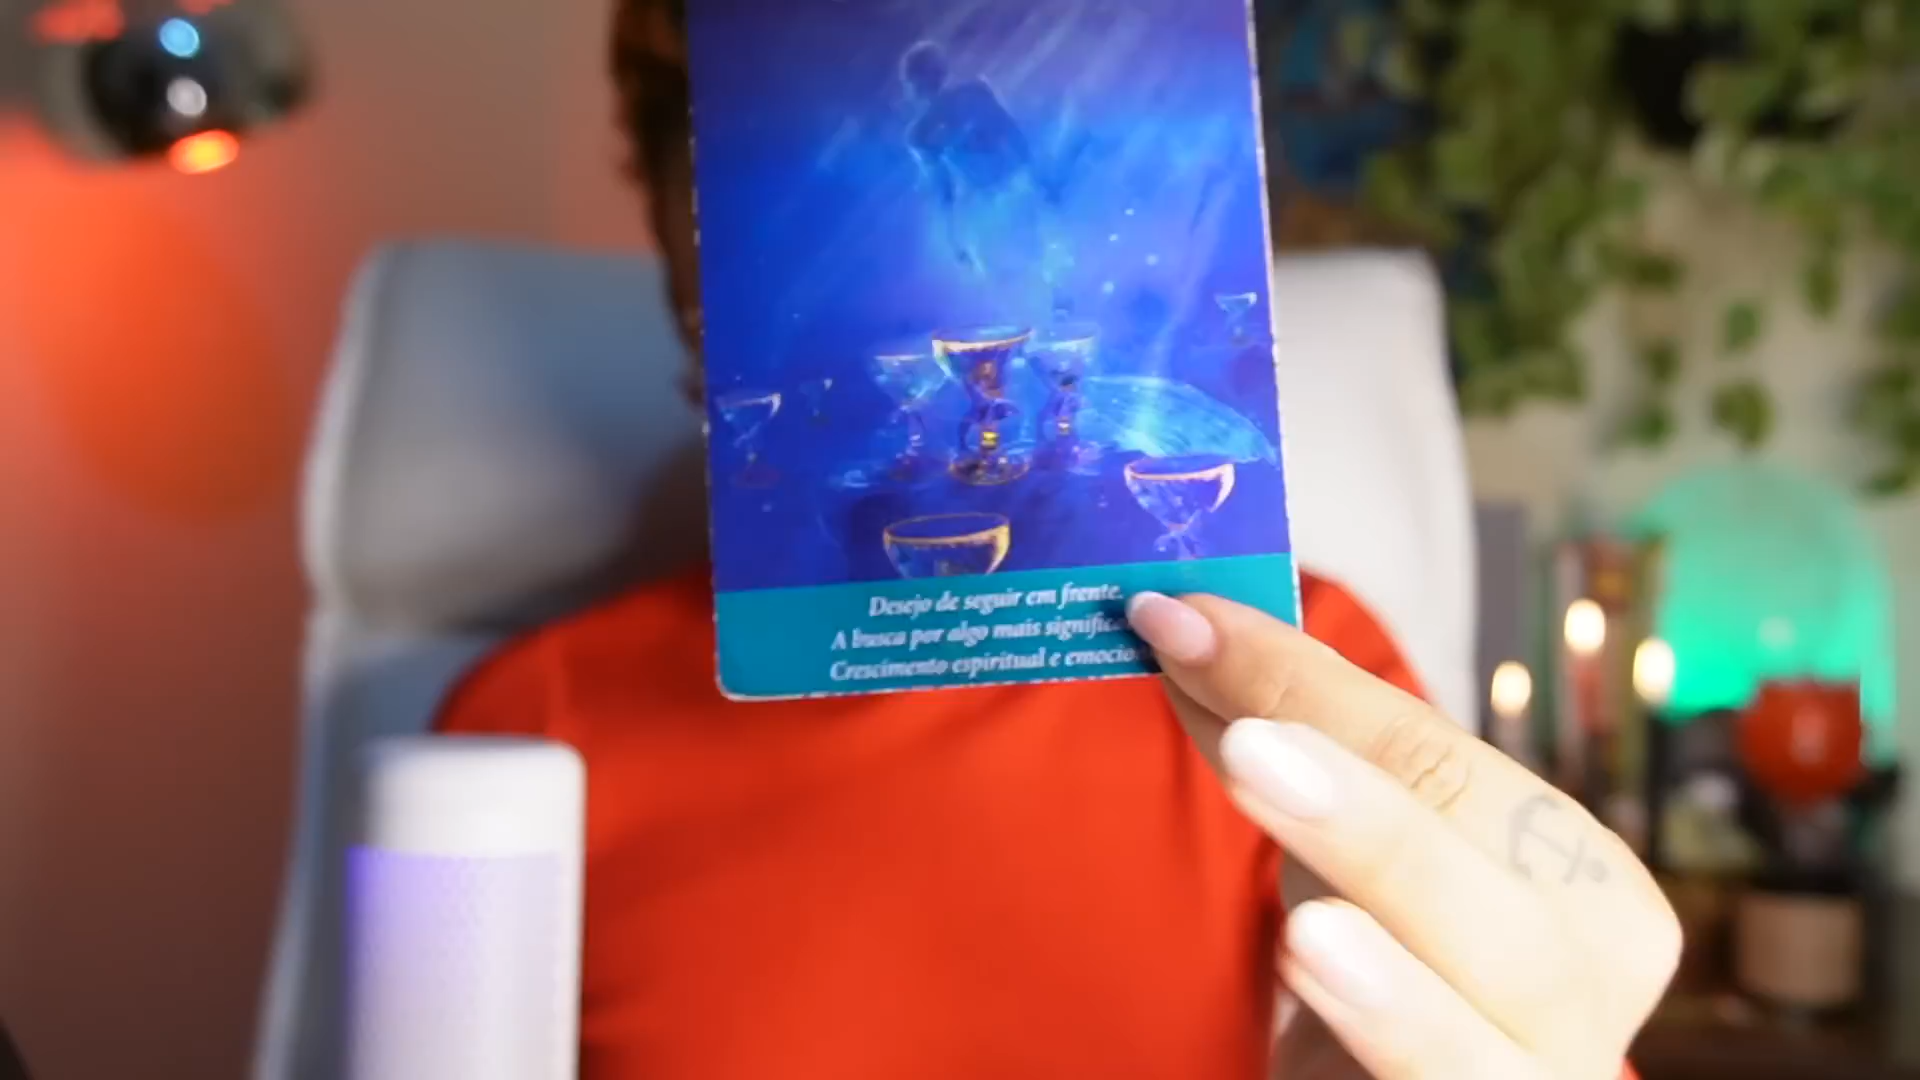 Desejo de seguir em frente.
A busca por algo mais
Crescimento espiritual e